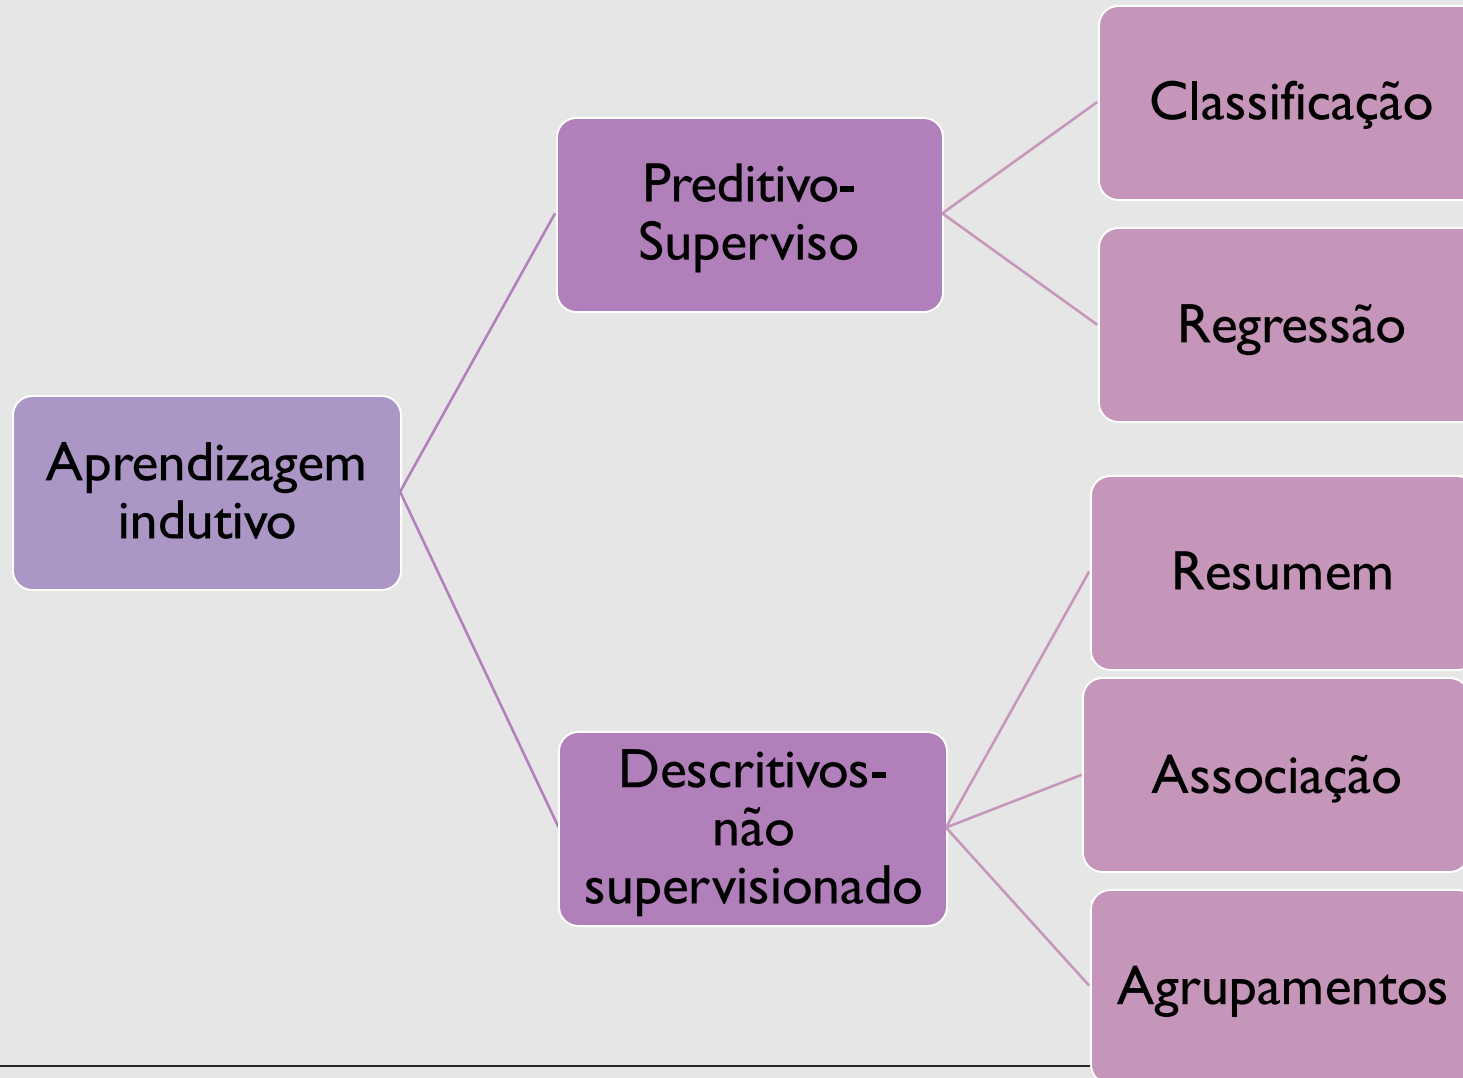 Classificação
Preditivo-
Superviso
Regressão
Aprendizagem
indutivo
Resumem
Descritivos-
não
supervisionado
Associação
Agrupamentos